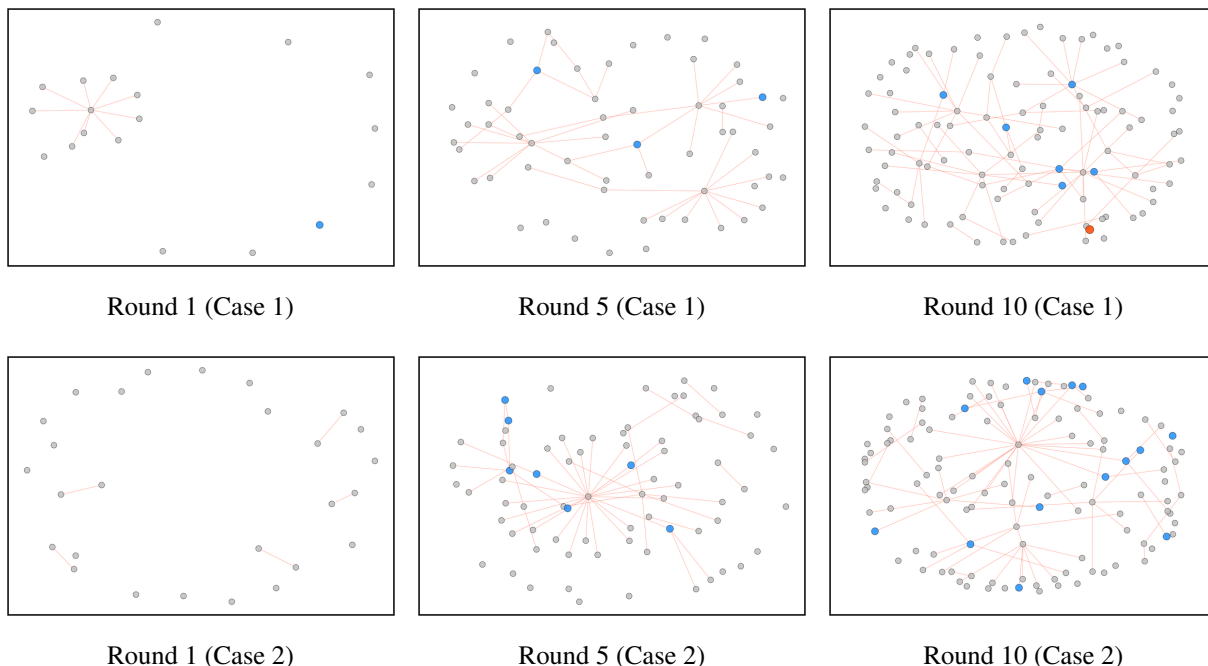 Round 1 (Case 1)
Round 5 (Case 1)
Round 10 (Case 1)
Round 1 (Case 2)
Round 5 (Case 2)
Round 10 (Case 2)